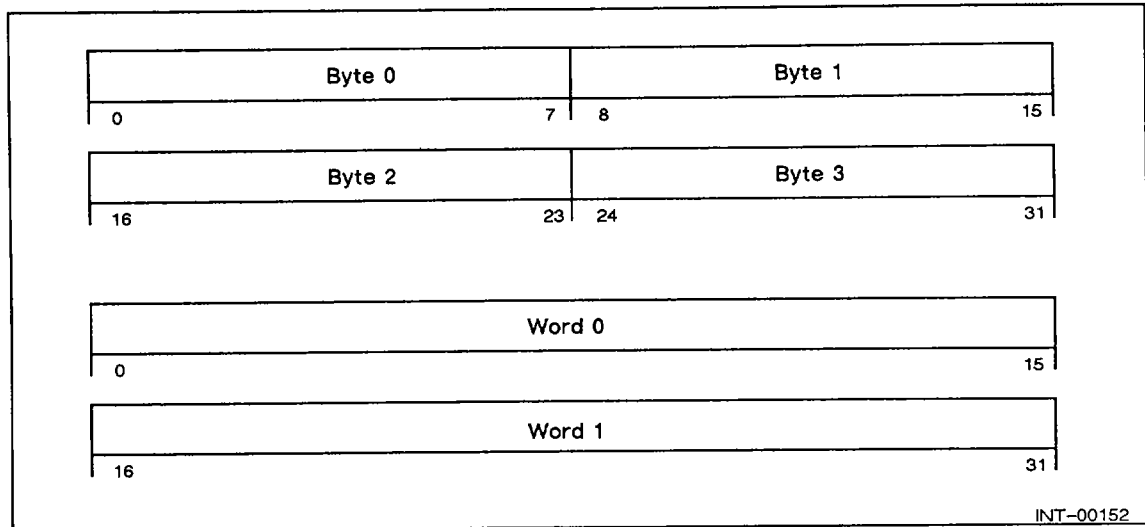 Byte 0 Byte 1
0 7 8 15
Byte 2 Byte 3
16 23 24 31
Word 0
0 15
Word 1
16 31
INT-00152